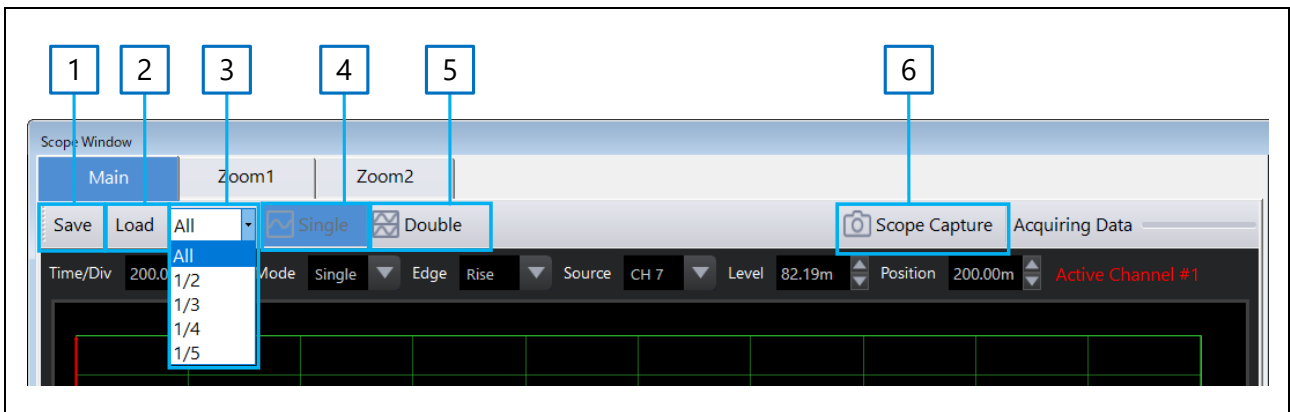 1 2 3 4 5 6
Scope Window
Main Zoom1 Zoom2
Save Load All Single Double Scope Capture Acquiring Data
All
Time/Div 200.0 Mode Single Edge Rise Source CH 7 Level 82.19m Position 200.00m Active Channel #1
1/2
1/3
1/4
1/5